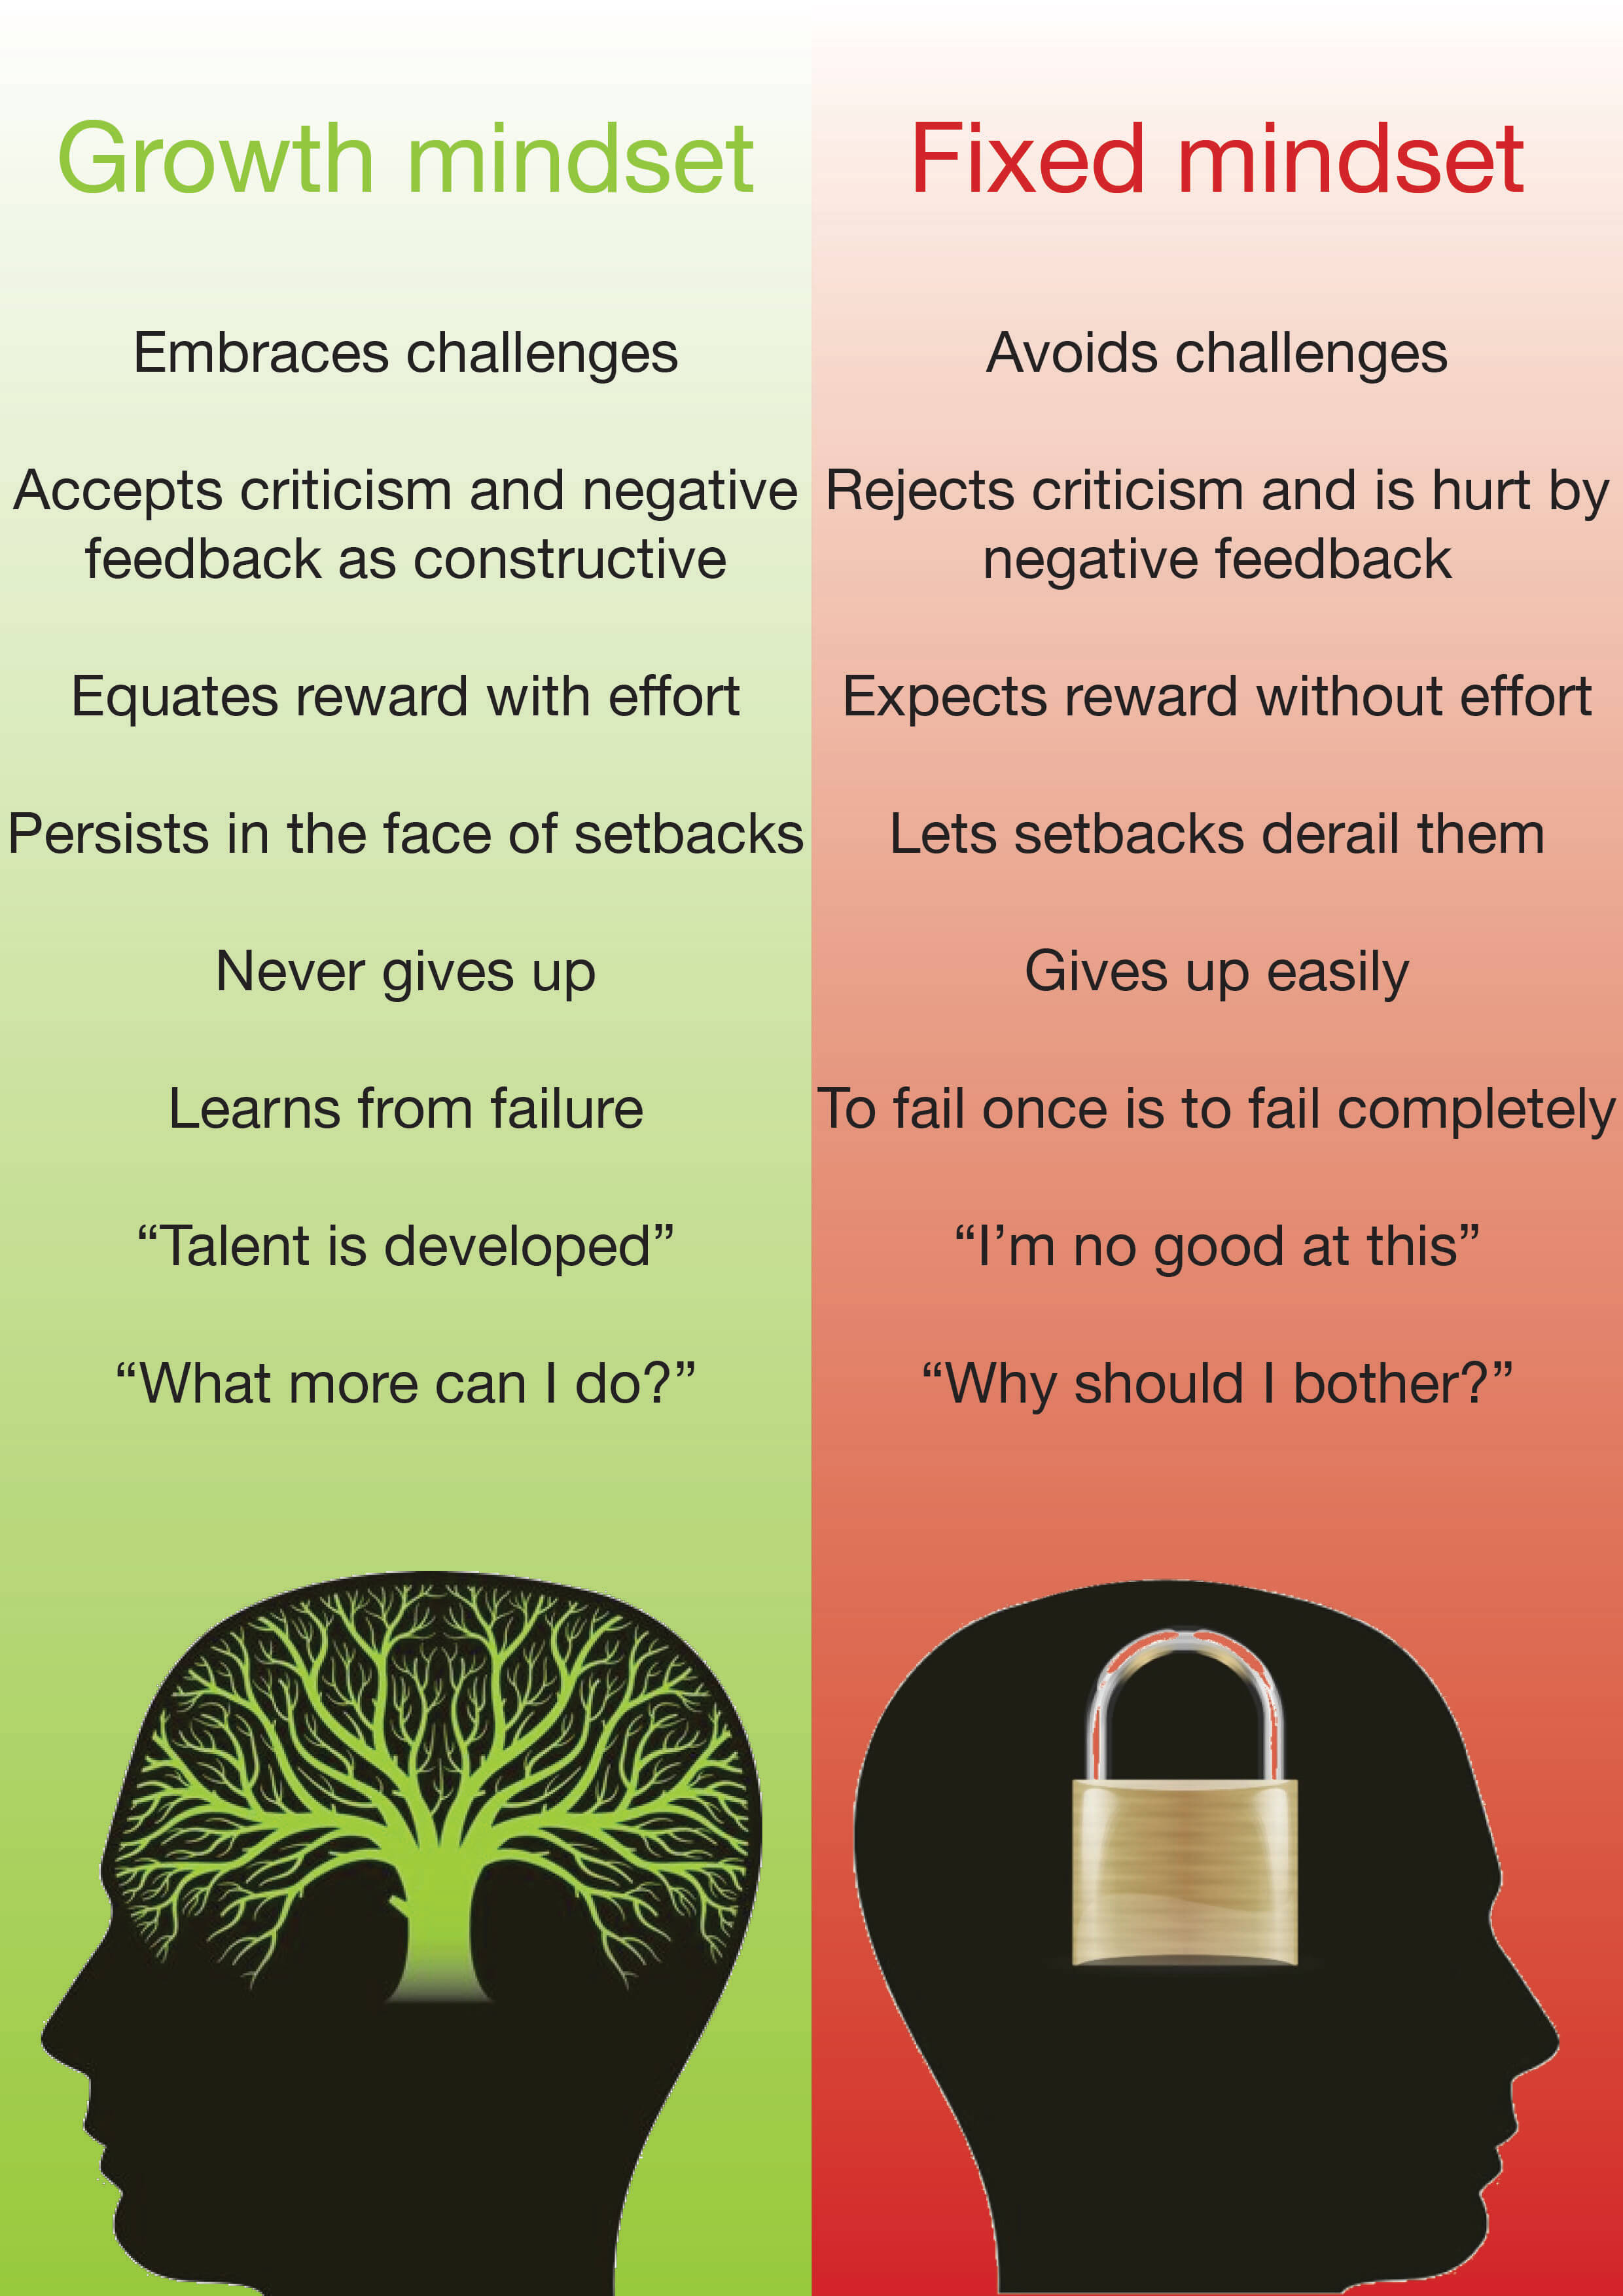 Growth mindset
Embraces challenges
Accepts criticism and negative
feedback as constructive
Equates reward with effort
Persists in the face of setbacks
Never gives up
Learns from failure
“Talent is developed”
“What more can I do?”
Fixed mindset
Avoids challenges
Rejects criticism and is hurt by
negative feedback
Expects reward without effort
Lets setbacks derail them
Gives up easily
To fail once is to fail completely
“I’m no good at this”
“Why should I bother?”